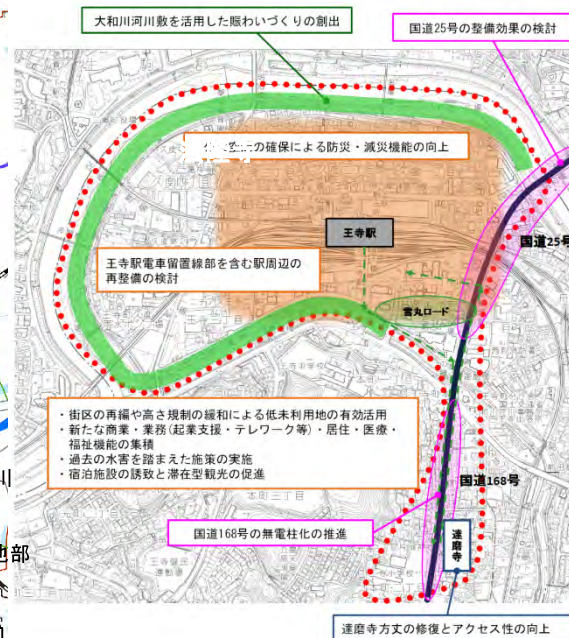 大和川河川敷を活用した賑わいづくりの創出
国道25号の整備効果の検討
の確保による防災・減災機能の向上
王寺駅
国道25号
王寺駅電車留置線部を含む駅周辺の
再整備の検討
雪丸ロード
・街区の再編や高さ規制の緩和による低未利用地の有効活用
・新たな商業・業務(起業支援・テレワーク等)・居住・医療・
福祉機能の集積
・過去の水害を踏まえた施策の実施
・宿泊施設の誘致と滞在型観光の促進
国道168号
本町三丁目
国道168号の無電柱化の推進
達磨寺
達磨寺方丈の修復とアクセス性の向上